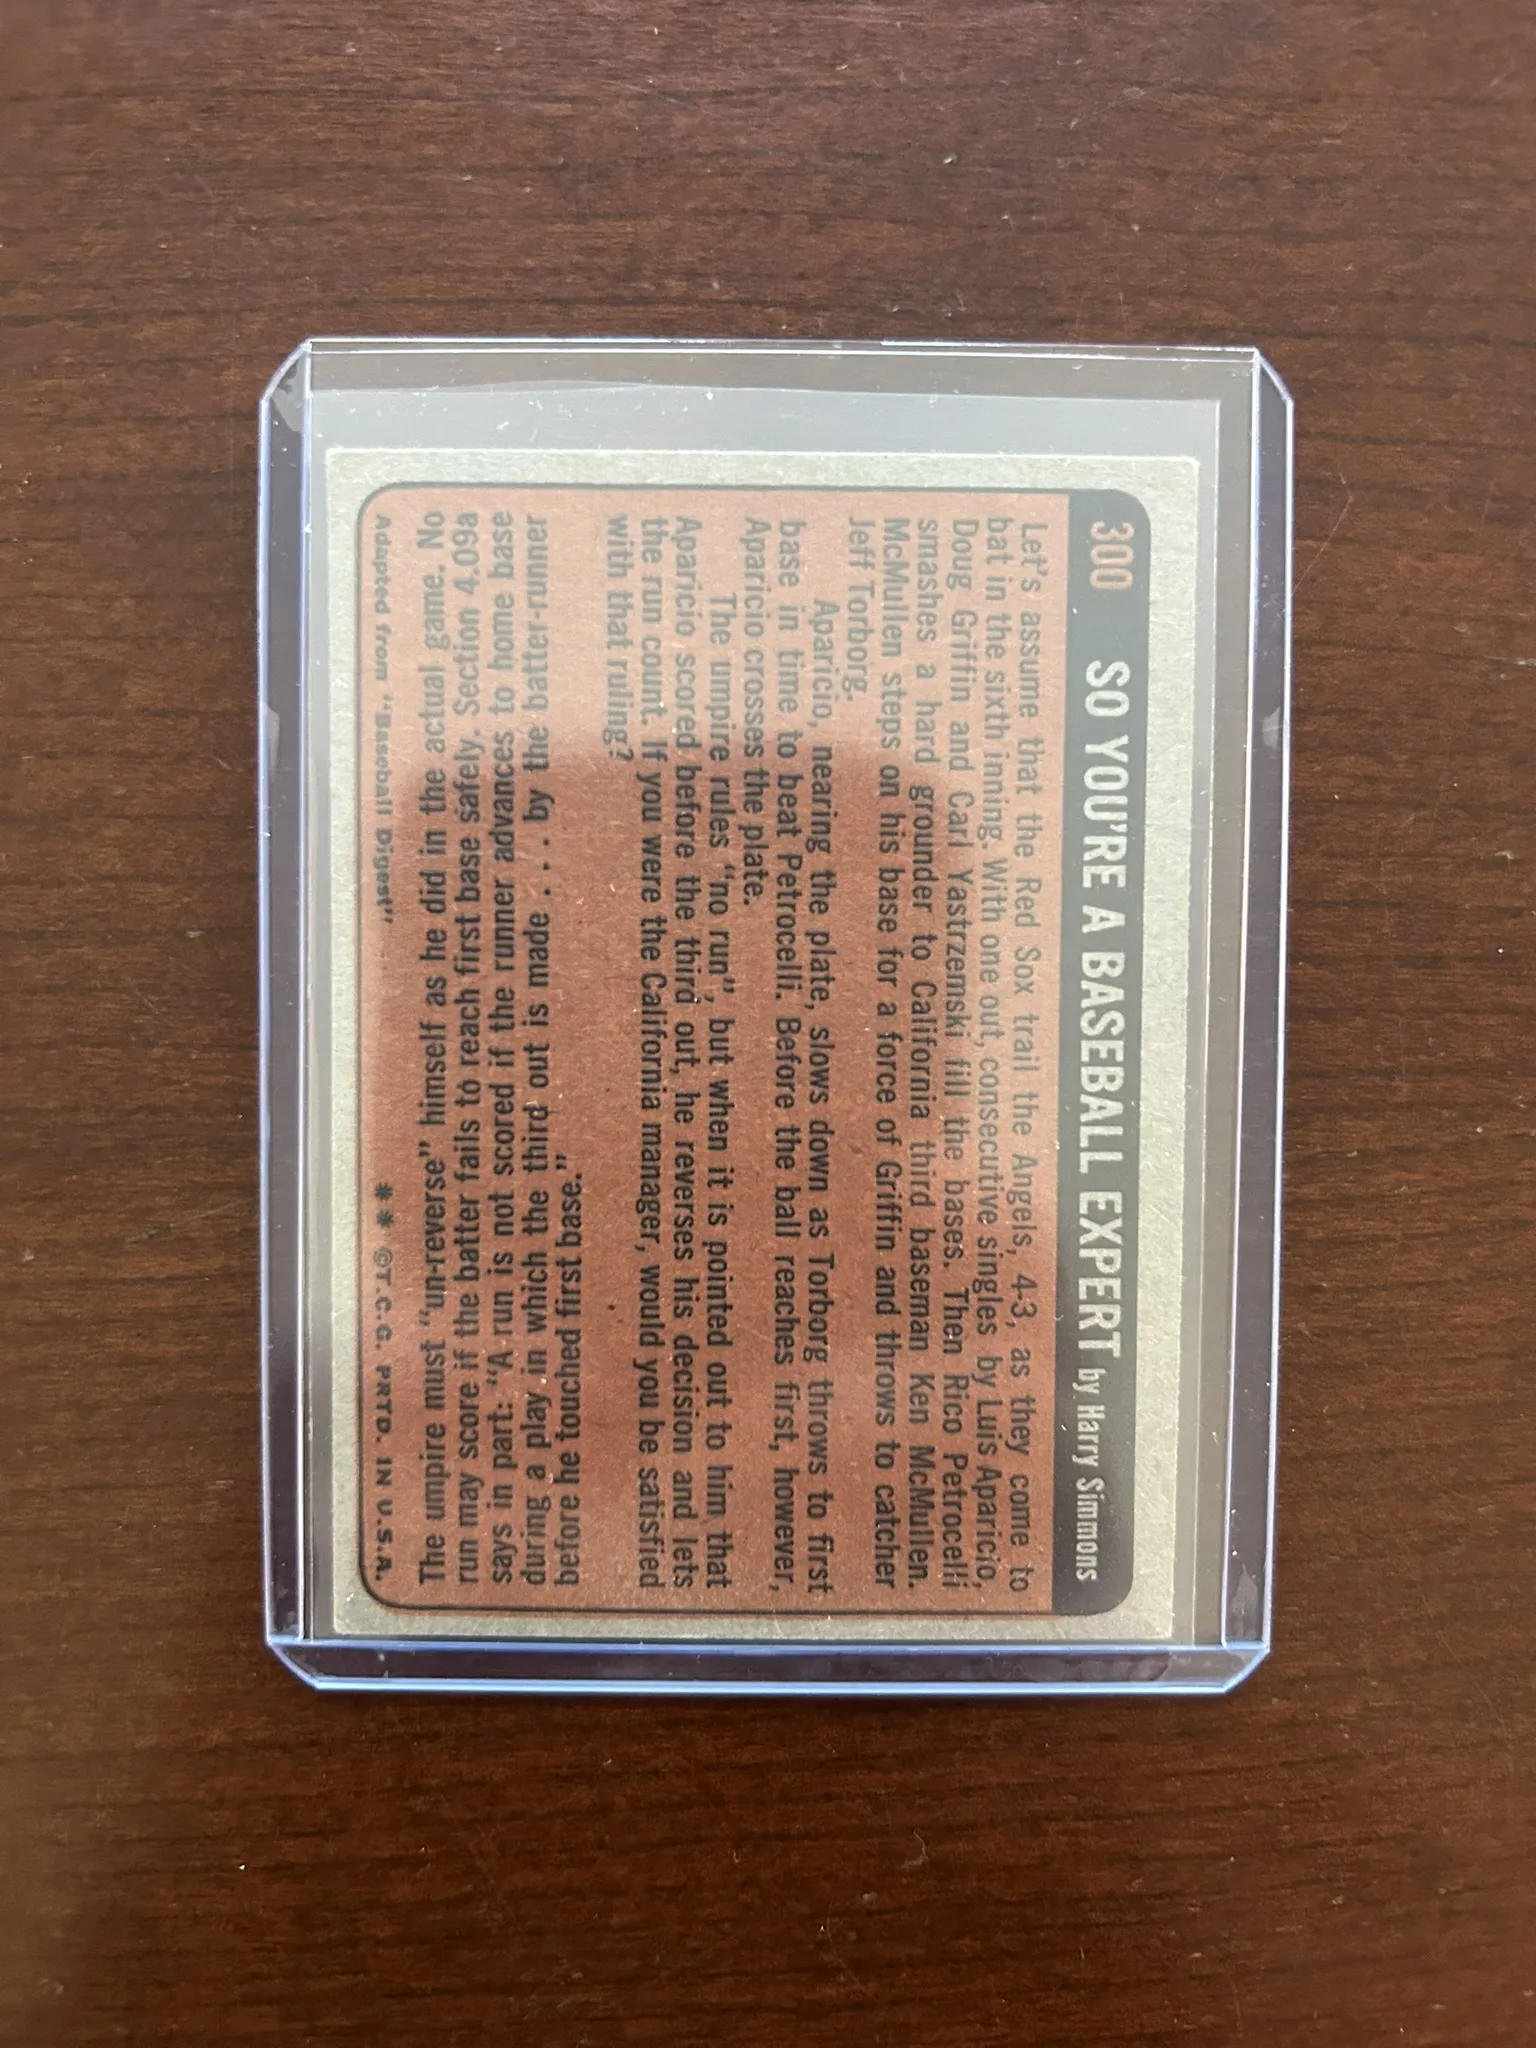 300 SO YOU'RE A BASEBALL EXPERT by Harry Simmons
Let's assume that the Red Sox trail the Angels, 4-3, as they come to
bat in the sixth inning. With one out, consecutive singles by Luis Aparicio,
Doug Griffin and Carl Yastrzemski fill the bases. Then Rico Petrocelli
smashes a hard grounder to California third baseman Ken McMullen.
McMullen steps on his base for a force of Griffin and throws to catcher
Jeff Torborg.
Aparicio, nearing the plate, slows down as Torborg throws to first
base in time to beat Petrocelli. Before the ball reaches first, however,
Aparicio crosses the plate.
The umpire rules "no run", but when it is pointed out to him that
Aparicio scored before the third out, he reverses his decision and lets
the run count. If you were the California manager, would you be satisfied
with that ruling?
before he touched first base."
during a play in which the third out is made . . . by the batter-runner
says in part: "A run is not scored if the runner advances to home base
run may score if the batter fails to reach first base safely. Section 4.09a
The umpire must "un-reverse" himself as he did in the actual game. No
Adapted from "Baseball Digest" ** ©T.C.G. PRTD. IN U.S.A.